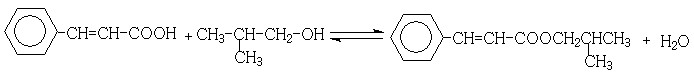 CH=CH-COOH + CH₃-CH-CH₂-OH ⇌ CH=CH-COOCH₂CHCH₃ + H₂O
CH₃ CH₃